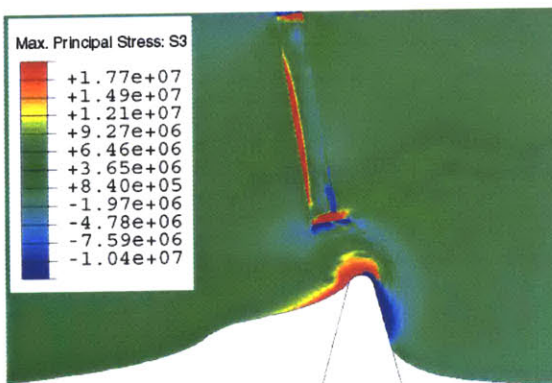 Max. Principal Stress: S3
+1.77e+07
+1.49e+07
+1.21e+07
+9.27e+06
+6.46e+06
+3.65e+06
+8.40e+05
-1.97e+06
-4.78e+06
-7.59e+06
-1.04e+07